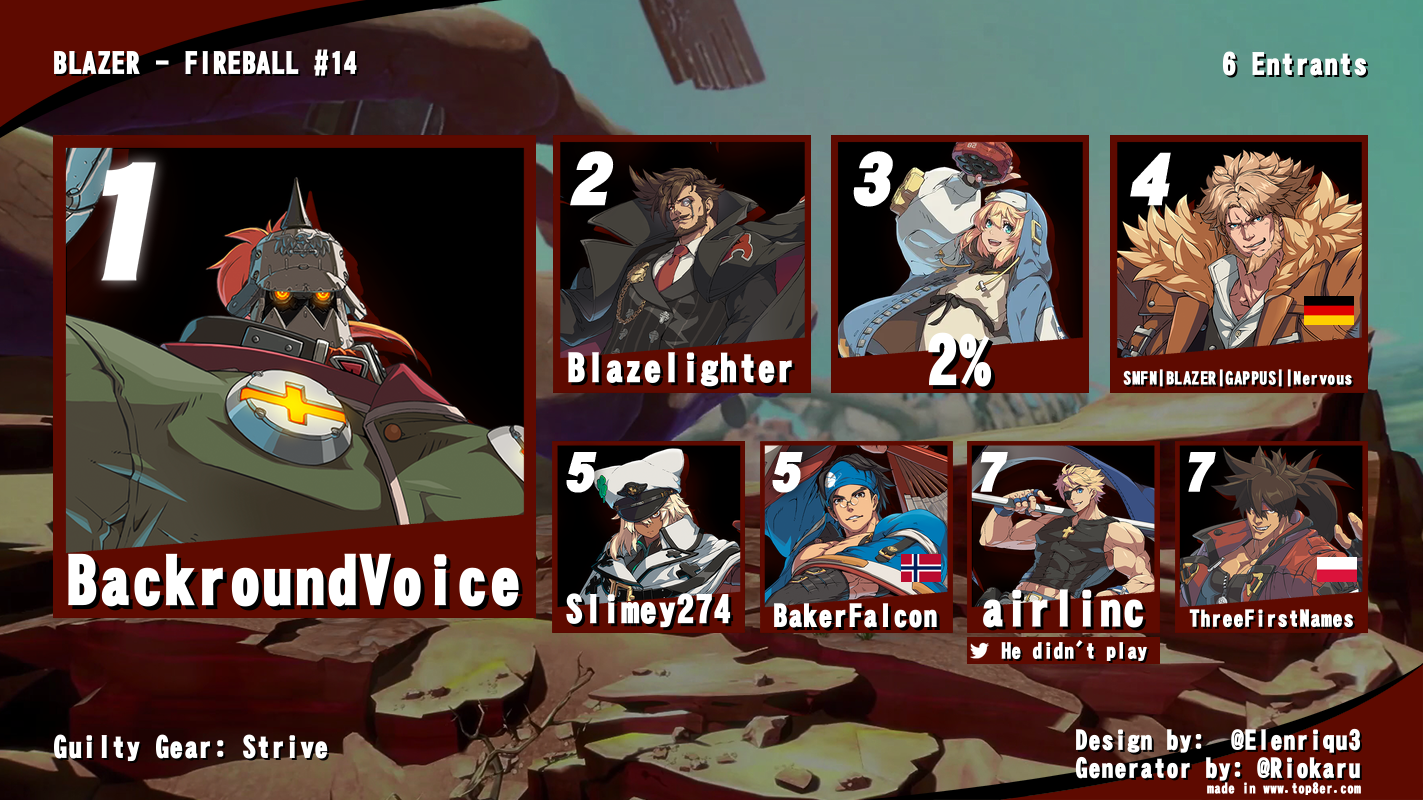 BLAZER - FIREBALL #14
6 Entrants
1
BackroundVoice
2
Blazelighter
3
2%
4
SMFN|BLAZER|GAPPUS||Nervous
5
Slimey274
5
BakerFalcon
7
airlinc
He didn't play
7
ThreeFirstNames
Guilty Gear: Strive
Design by: @Elenriqu3
Generator by: @Riokaru
made in www.top8er.com